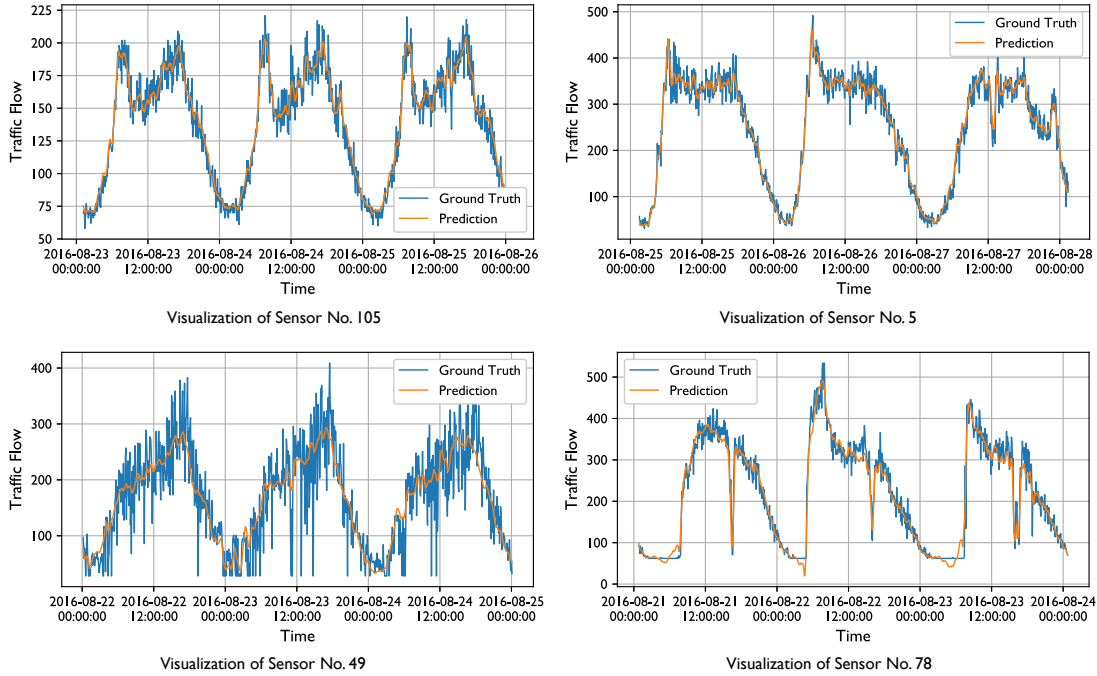 225
200
175
150
125
100
75
50
Traffic Flow
Ground Truth
Prediction
2016-08-23 00:00:00
2016-08-23 12:00:00
2016-08-24 00:00:00
2016-08-24 12:00:00
2016-08-25 00:00:00
2016-08-25 12:00:00
2016-08-26 00:00:00
Time
Visualization of Sensor No. 105
500
400
300
200
100
Traffic Flow
Ground Truth
Prediction
2016-08-25 00:00:00
2016-08-25 12:00:00
2016-08-26 00:00:00
2016-08-26 12:00:00
2016-08-27 00:00:00
2016-08-27 12:00:00
2016-08-28 00:00:00
Time
Visualization of Sensor No. 5
400
300
200
100
Traffic Flow
Ground Truth
Prediction
2016-08-22 00:00:00
2016-08-22 12:00:00
2016-08-23 00:00:00
2016-08-23 12:00:00
2016-08-24 00:00:00
2016-08-24 12:00:00
2016-08-25 00:00:00
Time
Visualization of Sensor No. 49
500
400
300
200
100
0
Traffic Flow
Ground Truth
Prediction
2016-08-21 00:00:00
2016-08-21 12:00:00
2016-08-22 00:00:00
2016-08-22 12:00:00
2016-08-23 00:00:00
2016-08-23 12:00:00
2016-08-24 00:00:00
Time
Visualization of Sensor No. 78